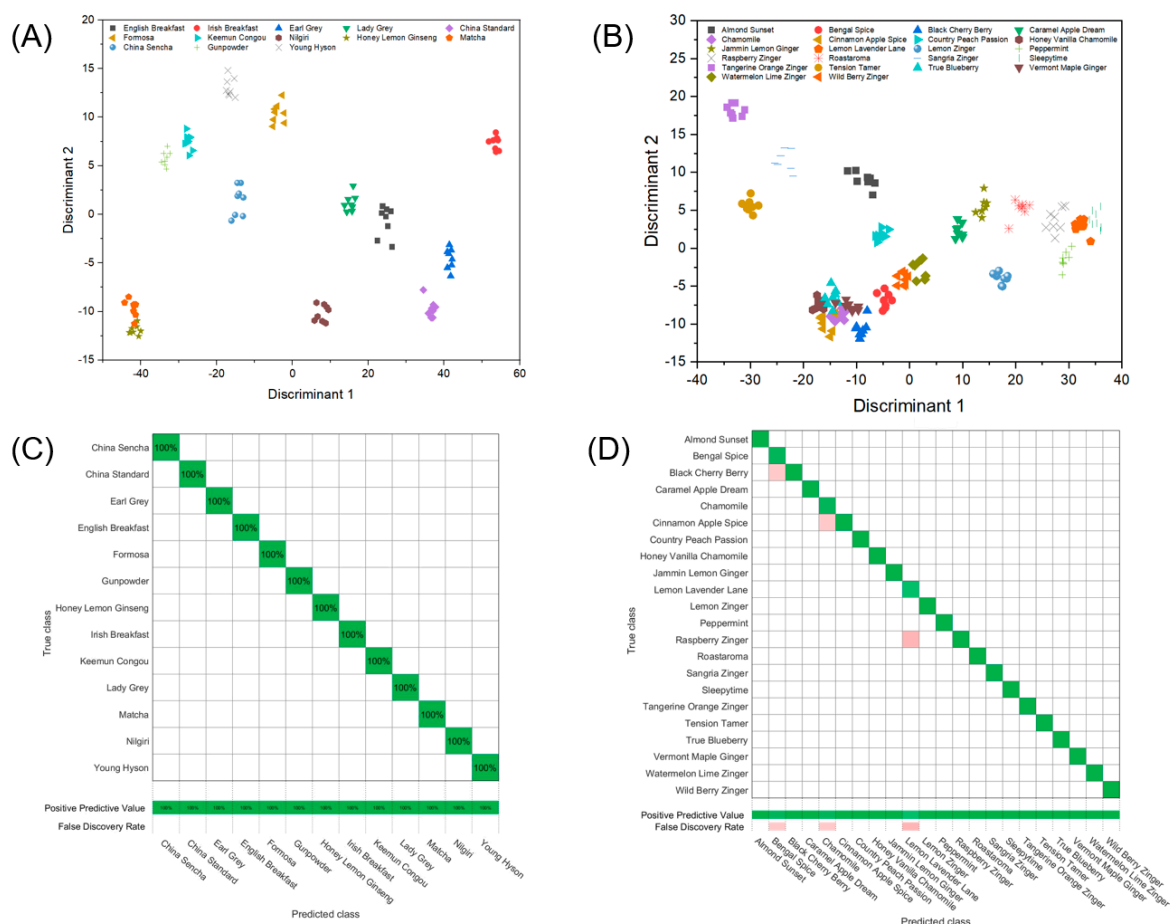 (A)
English Breakfast Irish Breakfast Earl Grey Lady Grey China Standard
Formosa Keemun Congou Nilgiri Honey Lemon Ginseng Matcha
China Sencha Gunpowder Young Hyson
20
15
10
5
0
-5
-10
-15
Discriminant 2
-40 -20 0 20 40 60
Discriminant 1
(B)
Almond Sunset Bengal Spice Black Cherry Berry Caramel Apple Dream
Chamomile Cinnamon Apple Spice Country Peach Passion Honey Vanilla Chamomile
Jammin Lemon Ginger Lemon Lavender Lane Lemon Zinger Peppermint
Raspberry Zinger Roastaroma Sangria Zinger Sleepytime
Tangerine Orange Zinger Tension Tamer True Blueberry Vermont Maple Ginger
Watermelon Lime Zinger Wild Berry Zinger
30
25
20
15
10
5
0
-5
-10
-15
Discriminant 2
-40 -30 -20 -10 0 10 20 30 40
Discriminant 1
(C)
True class
China Sencha 100%
China Standard 100%
Earl Grey 100%
English Breakfast 100%
Formosa 100%
Gunpowder 100%
Honey Lemon Ginseng 100%
Irish Breakfast 100%
Keemun Congou 100%
Lady Grey 100%
Matcha 100%
Nilgiri 100%
Young Hyson 100%
Positive Predictive Value 100% 100% 100% 100% 100% 100% 100% 100% 100% 100% 100% 100% 100%
False Discovery Rate
China Sencha
China Standard
Earl Grey
English Breakfast
Formosa
Gunpowder
Honey Lemon Ginseng
Irish Breakfast
Keemun Congou
Lady Grey
Matcha
Nilgiri
Young Hyson
Predicted class
(D)
True class
Almond Sunset
Bengal Spice
Black Cherry Berry
Caramel Apple Dream
Chamomile
Cinnamon Apple Spice
Country Peach Passion
Honey Vanilla Chamomile
Jammin Lemon Ginger
Lemon Lavender Lane
Lemon Zinger
Peppermint
Raspberry Zinger
Roastaroma
Sangria Zinger
Sleepytime
Tangerine Orange Zinger
Tension Tamer
True Blueberry
Vermont Maple Ginger
Watermelon Lime Zinger
Wild Berry Zinger
Positive Predictive Value
False Discovery Rate
Almond Sunset
Bengal Spice
Black Cherry Berry
Caramel Apple Dream
Chamomile
Cinnamon Apple Spice
Country Peach Passion
Honey Vanilla Chamomile
Jammin Lemon Ginger
Lemon Lavender Lane
Lemon Zinger
Peppermint
Raspberry Zinger
Roastaroma
Sangria Zinger
Sleepytime
Tangerine Orange Zinger
Tension Tamer
True Blueberry
Vermont Maple Ginger
Watermelon Lime Zinger
Wild Berry Zinger
Predicted class